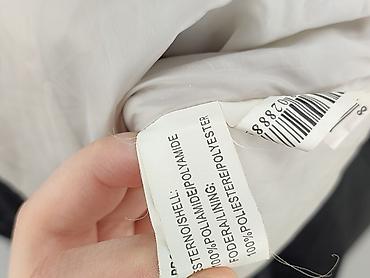 ESTERNO/SHELL:
100%POLIAMIDE/POLYAMIDE
FODERA/LINING:
100%POLIESTERE/POLYESTER